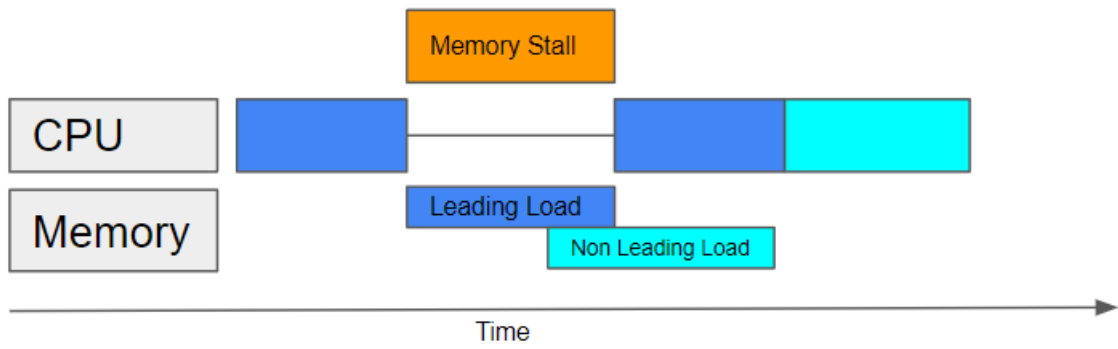 Memory Stall
CPU
Leading Load
Memory
Non Leading Load
Time